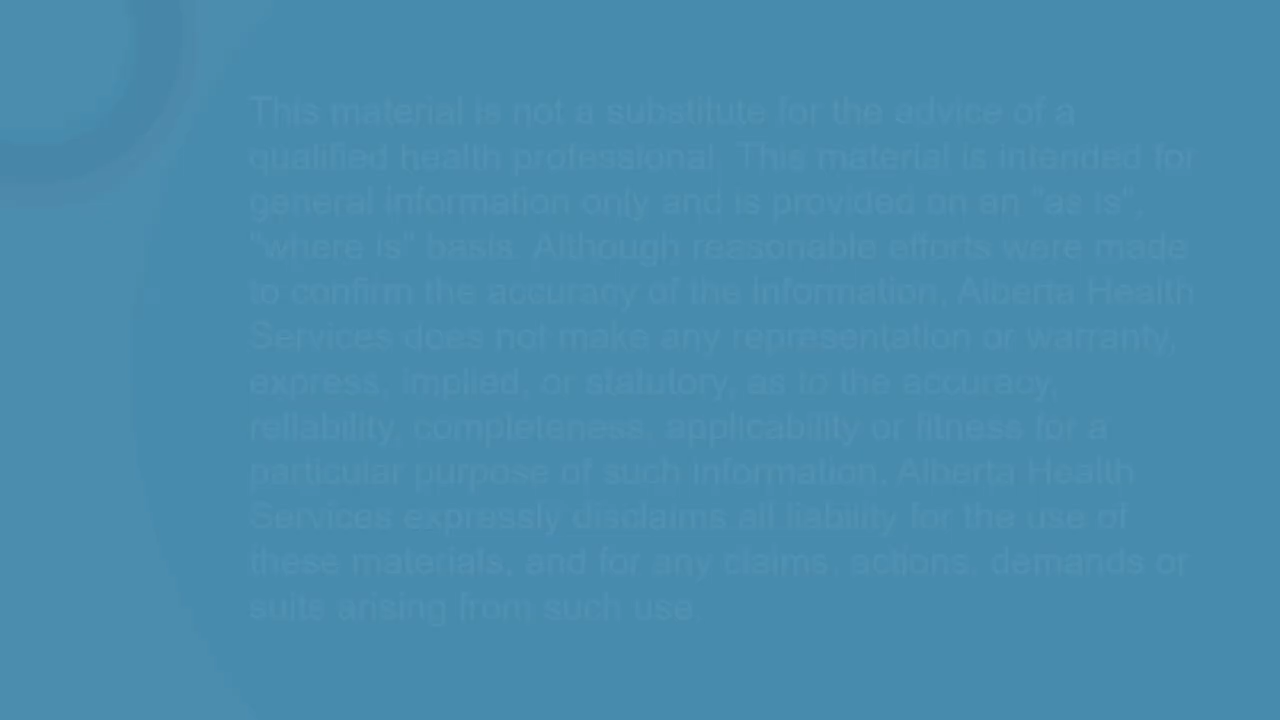 This material is not a substitute for the advice of a
qualified health professional. This material is intended for
general information only and is provided on an "as is",
"where is" basis. Although reasonable efforts were made
to confirm the accuracy of the information, Alberta Health
Services does not make any representation or warranty,
express, implied, or statutory, as to the accuracy,
reliability, completeness, applicability or fitness for a
particular purpose of such information. Alberta Health
Services expressly disclaims all liability for the use of
these materials, and for any claims, actions, demands or
suits arising from such use.